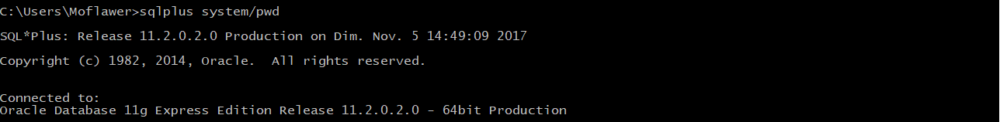 C:\Users\Moflawer>sqlplus system/pwd
SQL*Plus: Release 11.2.0.2.0 Production on Dim. Nov. 5 14:49:09 2017
Copyright (c) 1982, 2014, Oracle.  All rights reserved.
Connected to:
Oracle Database 11g Express Edition Release 11.2.0.2.0 - 64bit Production